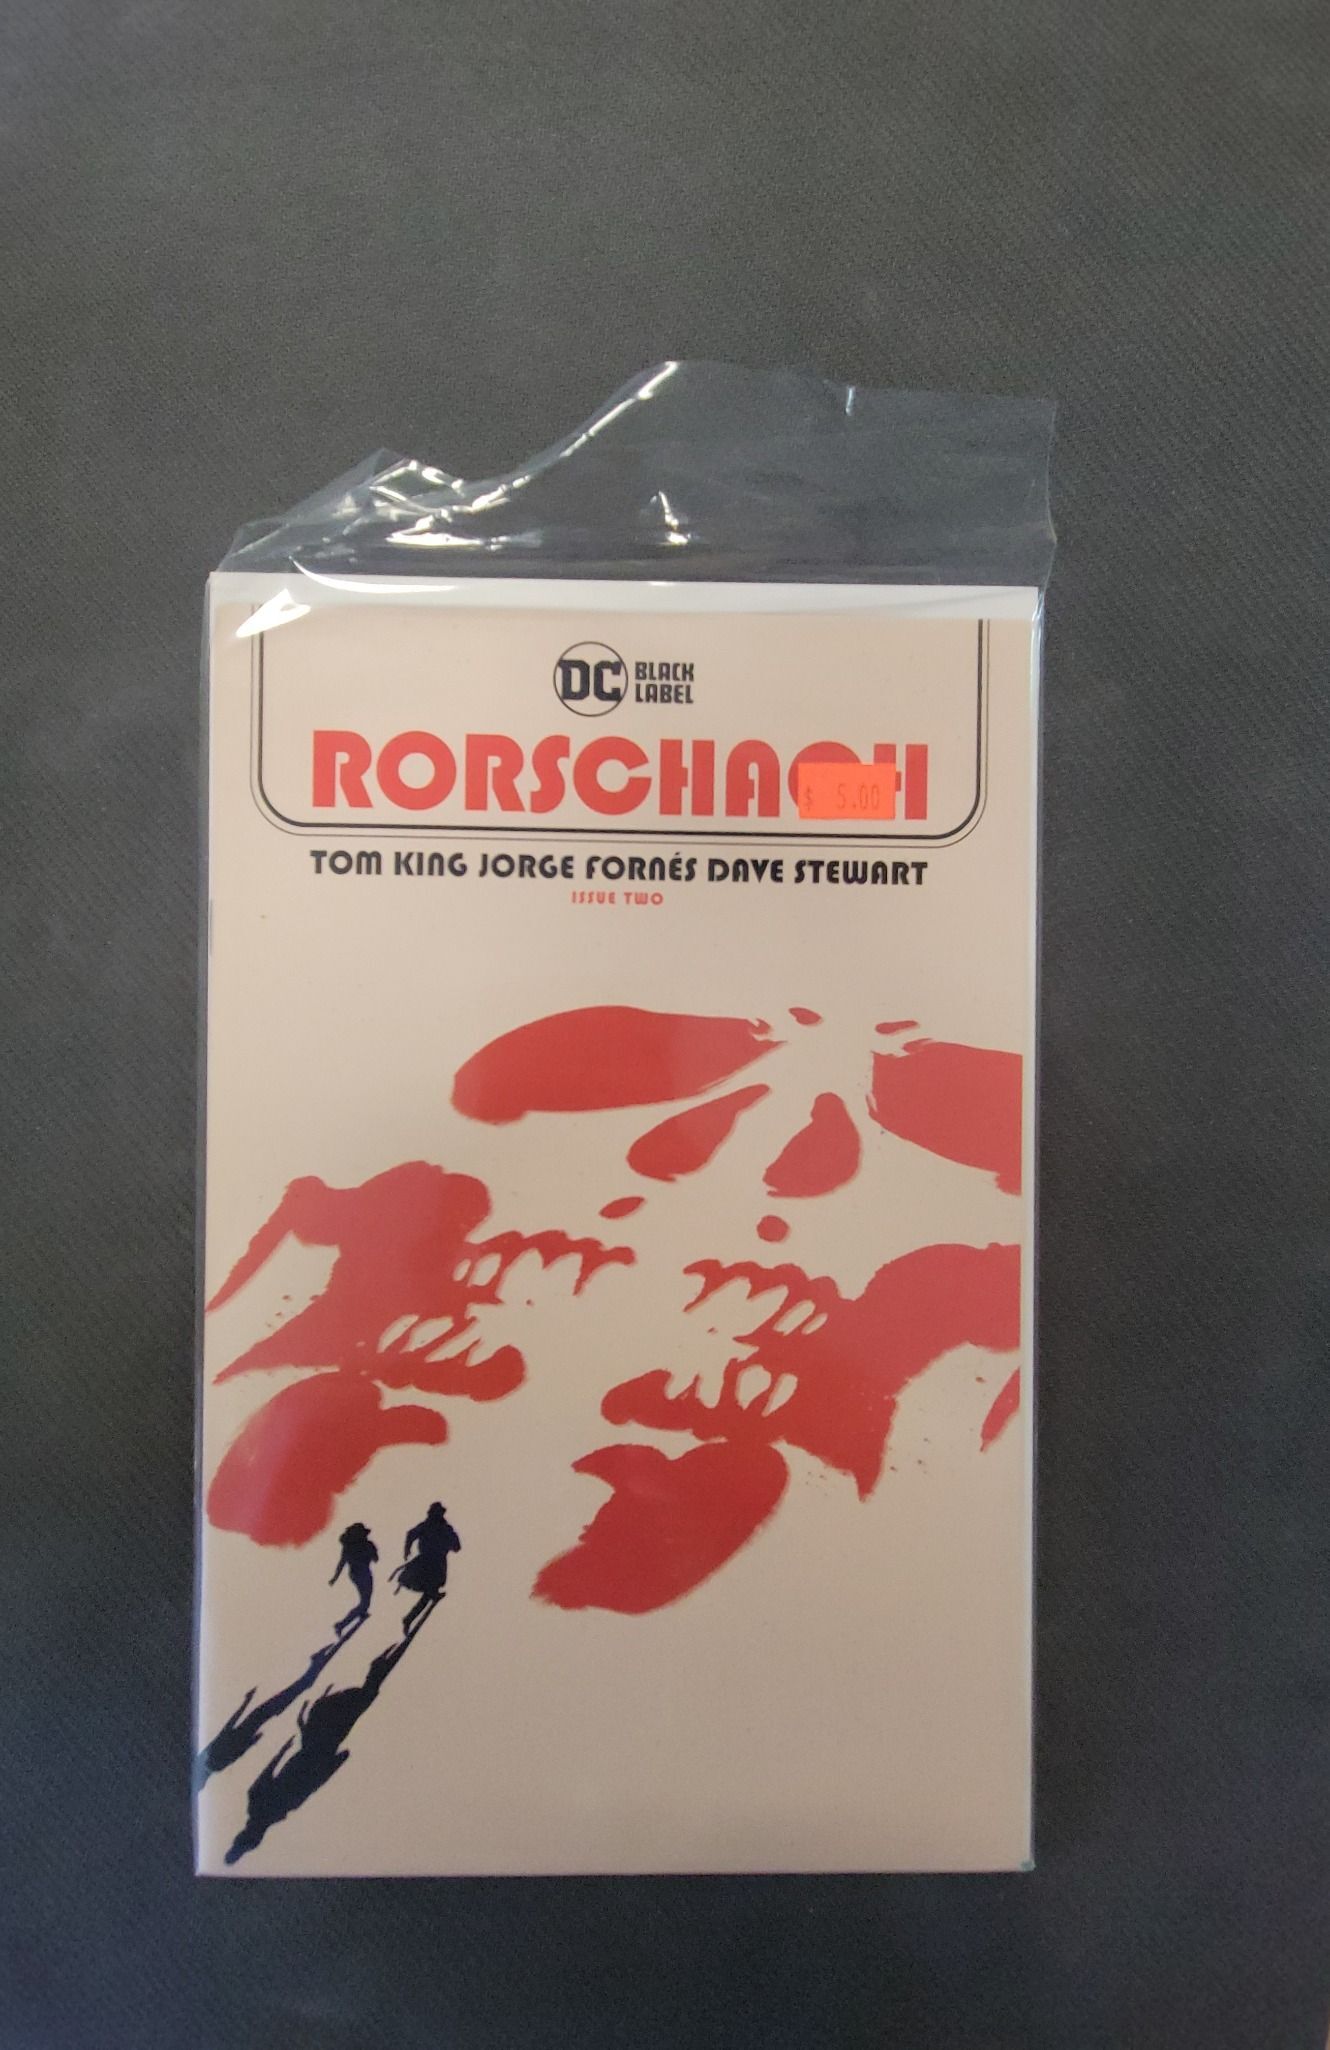 DC BLACK LABEL
RORSCHACH
$ 5.00
TOM KING JORGE FORNÉS DAVE STEWART
ISSUE TWO